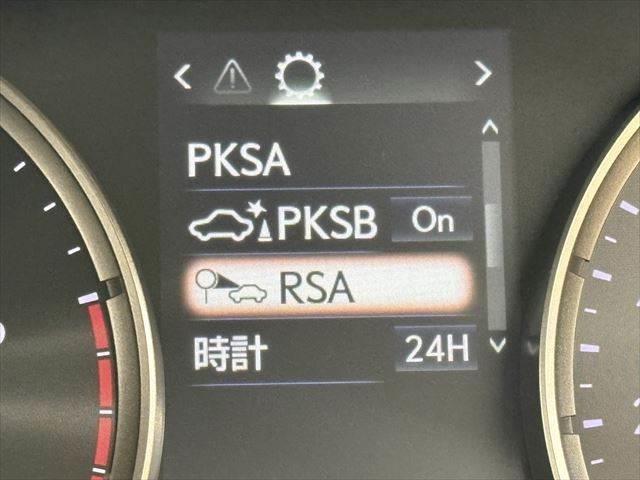 PKSA
PKSB On
RSA
時計 24H